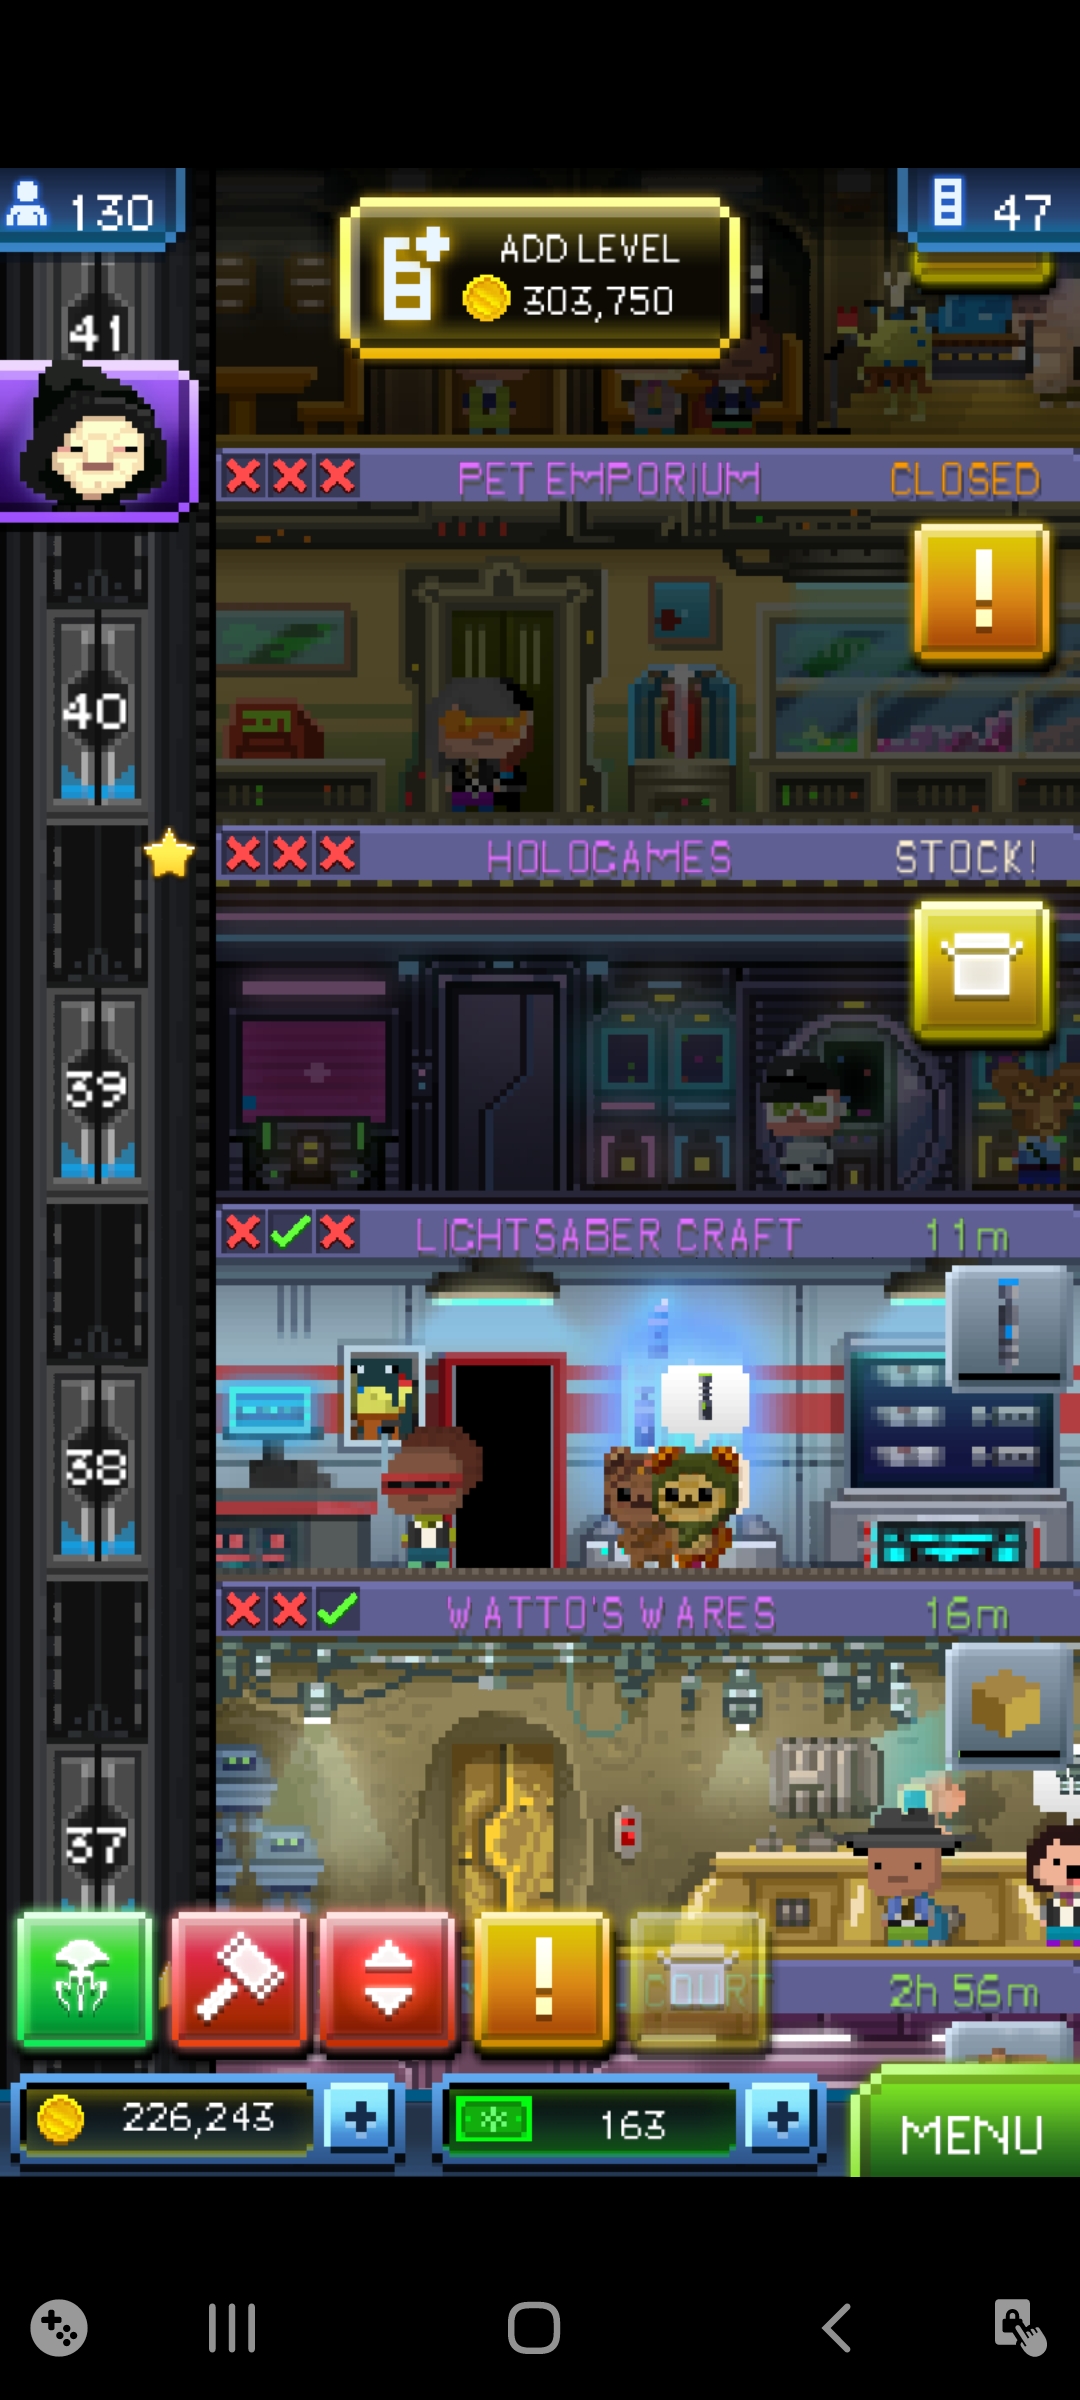 130
ADD LEVEL
303,750
47
41
PET EMPORIUM
CLOSED
40
HOLOGAMES
STOCK!
39
LIGHTSABER CRAFT
11m
38
WATTO'S WARES
16m
37
COURT
2h 56m
226,243
163
MENU